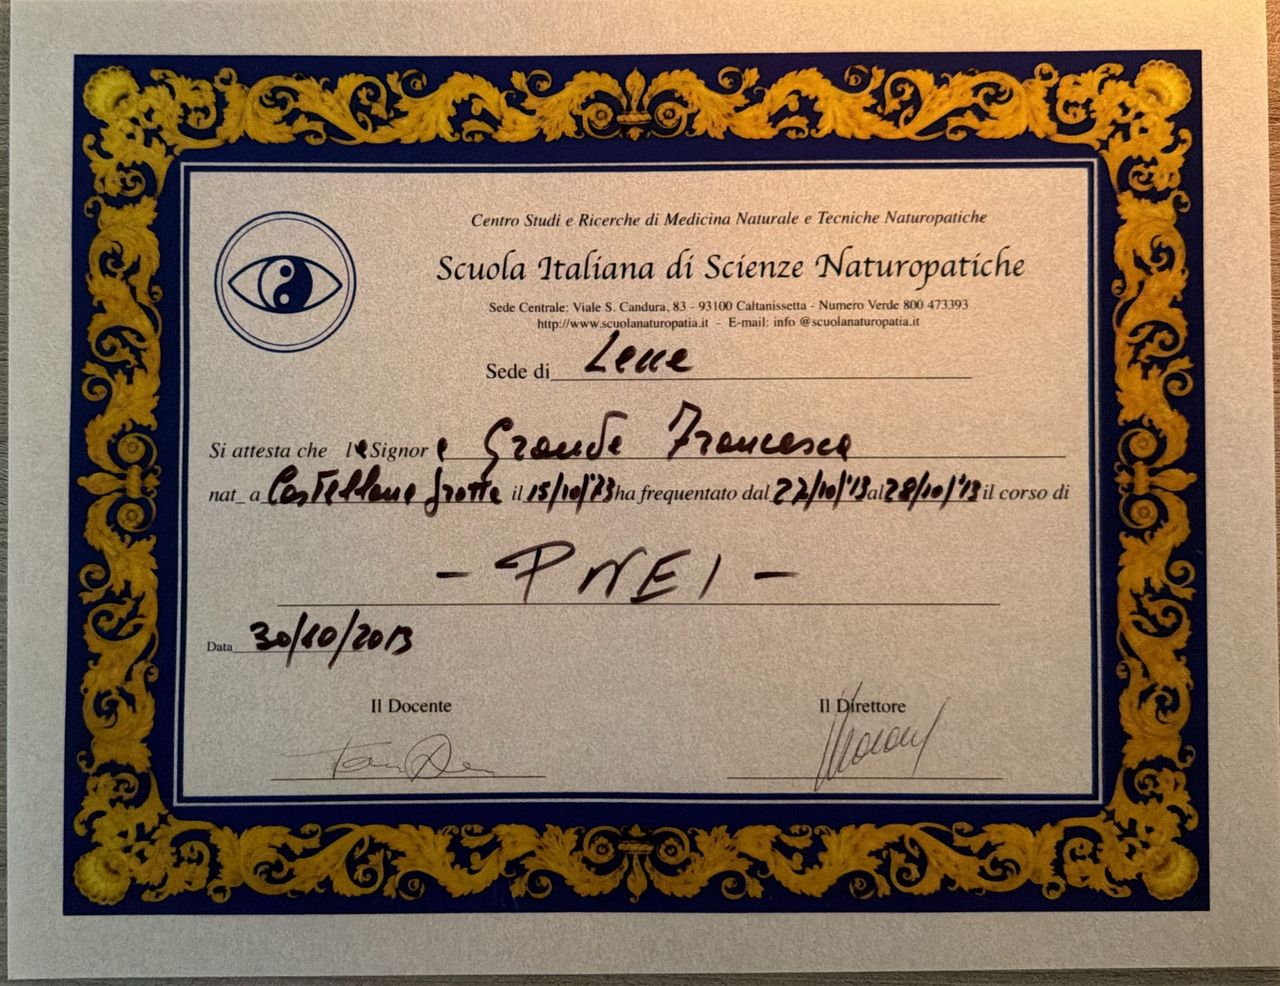 Centro Studi e Ricerche di Medicina Naturale e Tecniche Naturopatiche
Scuola Italiana di Scienze Naturopatiche
Sede Centrale: Viale S. Candura, 83 - 93100 Caltanissetta - Numero Verde 800 473393
http://www.scuolanaturopatia.it - E-mail: info @scuolanaturopatia.it
Sede di Lecce
Si attesta che la Signora Grande Francesca
nat_ a Castellana Grotte il 15/10/'73 ha frequentato dal 27/10/'13 al 28/10/'13 il corso di
- PNEI -
Data 30/10/2013
Il Docente Il Direttore